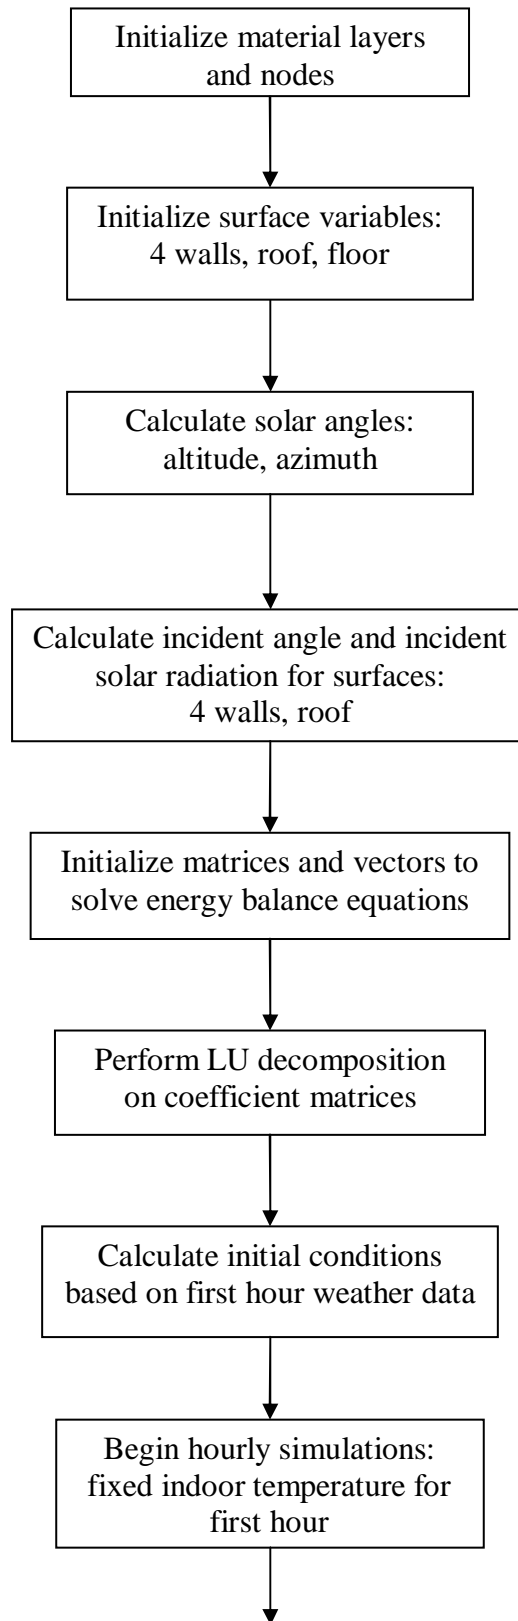 Initialize material layers
and nodes
Initialize surface variables:
4 walls, roof, floor
Calculate solar angles:
altitude, azimuth
Calculate incident angle and incident
solar radiation for surfaces:
4 walls, roof
Initialize matrices and vectors to
solve energy balance equations
Perform LU decomposition
on coefficient matrices
Calculate initial conditions
based on first hour weather data
Begin hourly simulations:
fixed indoor temperature for
first hour